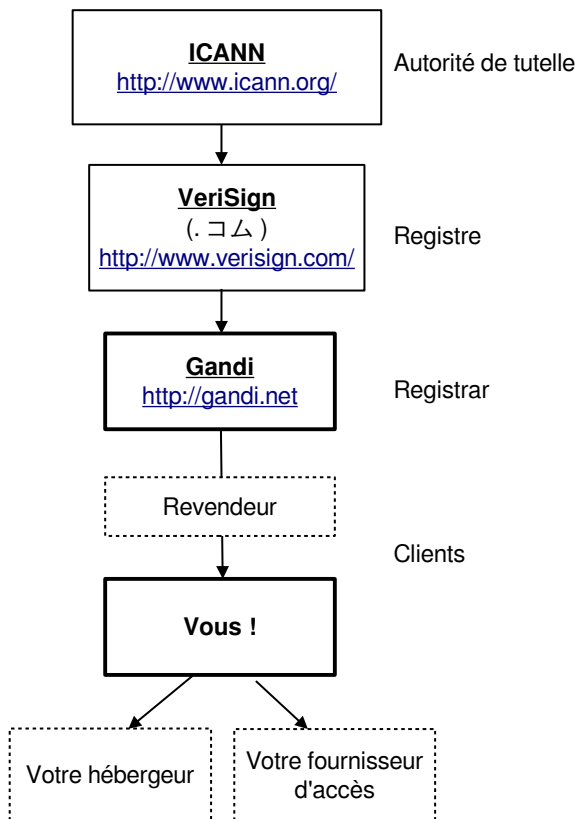 ICANN
http://www.icann.org/
Autorité de tutelle
VeriSign
(. コム )
http://www.verisign.com/
Registre
Gandi
http://gandi.net
Registrar
Revendeur
Clients
Vous !
Votre hébergeur
Votre fournisseur
d'accès